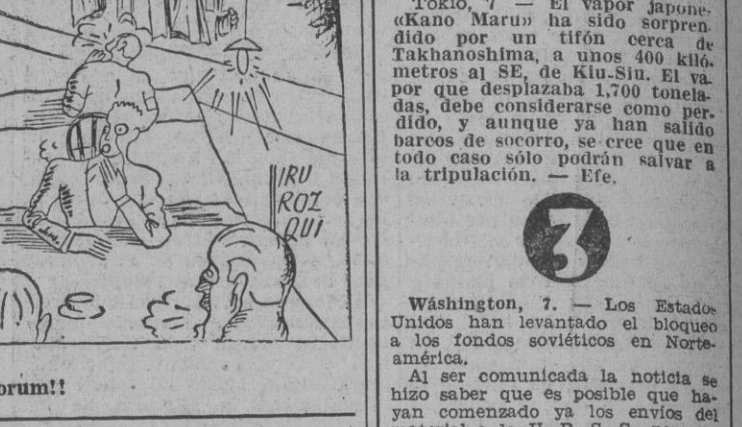 IRU
ROZ
QUI
orum!!
Tokio, 7 — El vapor japone-
«Kano Maru» ha sido sorpren-
dido por un tifón cerca de
Takhanoshima, a unos 400 kiló-
metros al SE, de Kiu-Siu. El va-
por que desplazaba 1,700 tonela-
das, debe considerarse como per-
dido, y aunque ya han salido
barcos de socorro, se cree que en
todo caso sólo podrán salvar a
la tripulación. — Efe.
3
Wáshington, 7. — Los Estados
Unidos han levantado el bloqueo
a los fondos soviéticos en Norte-
américa.
Al ser comunicada la noticia se
hizo saber que es posible que ha-
yan comenzado ya los envíos del